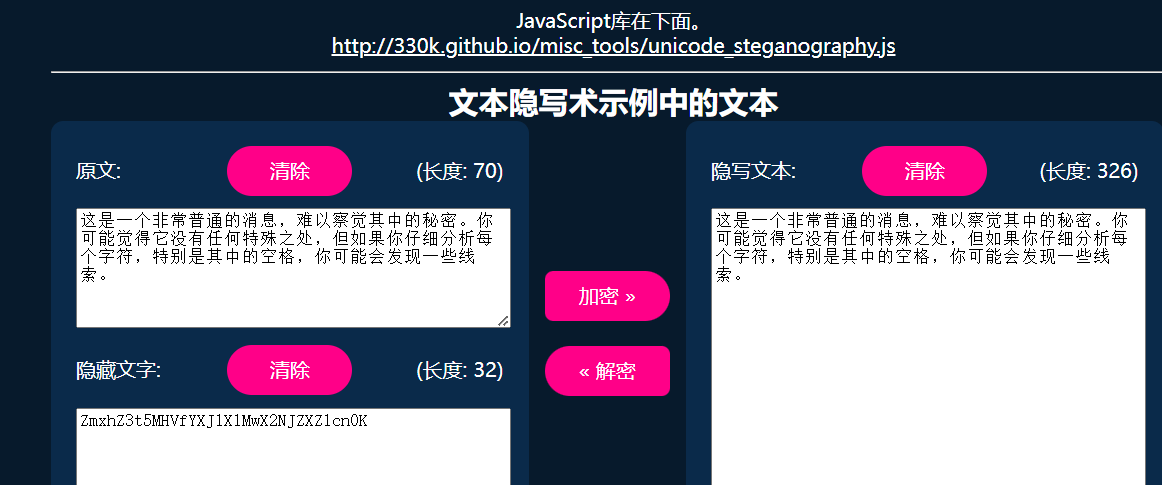 JavaScript库在下面。
http://330k.github.io/misc_tools/unicode_steganography.js
文本隐写术示例中的文本
原文:
清除
(长度: 70)
这是一个非常普通的消息，难以察觉其中的秘密。你
可能觉得它没有任何特殊之处，但如果你仔细分析每
个字符，特别是其中的空格，你可能会发现一些线
索。
隐藏文字:
清除
(长度: 32)
ZmxhZ3t5MHVfYXJlX1MwX2NJZXZlcn0K
加密 »
« 解密
隐写文本:
清除
(长度: 326)
这是一个非常普通的消息，难以察觉其中的秘密。你
可能觉得它没有任何特殊之处，但如果你仔细分析每
个字符，特别是其中的空格，你可能会发现一些线
索。